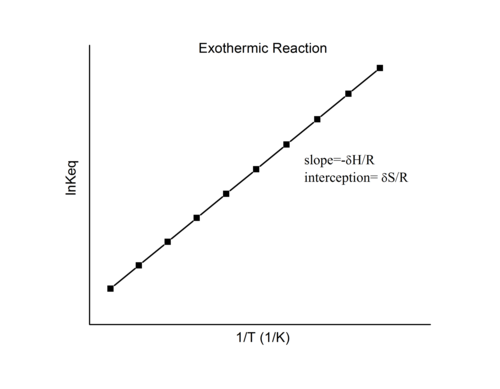 Exothermic Reaction
lnKeq
slope=-δH/R
interception= δS/R
1/T (1/K)